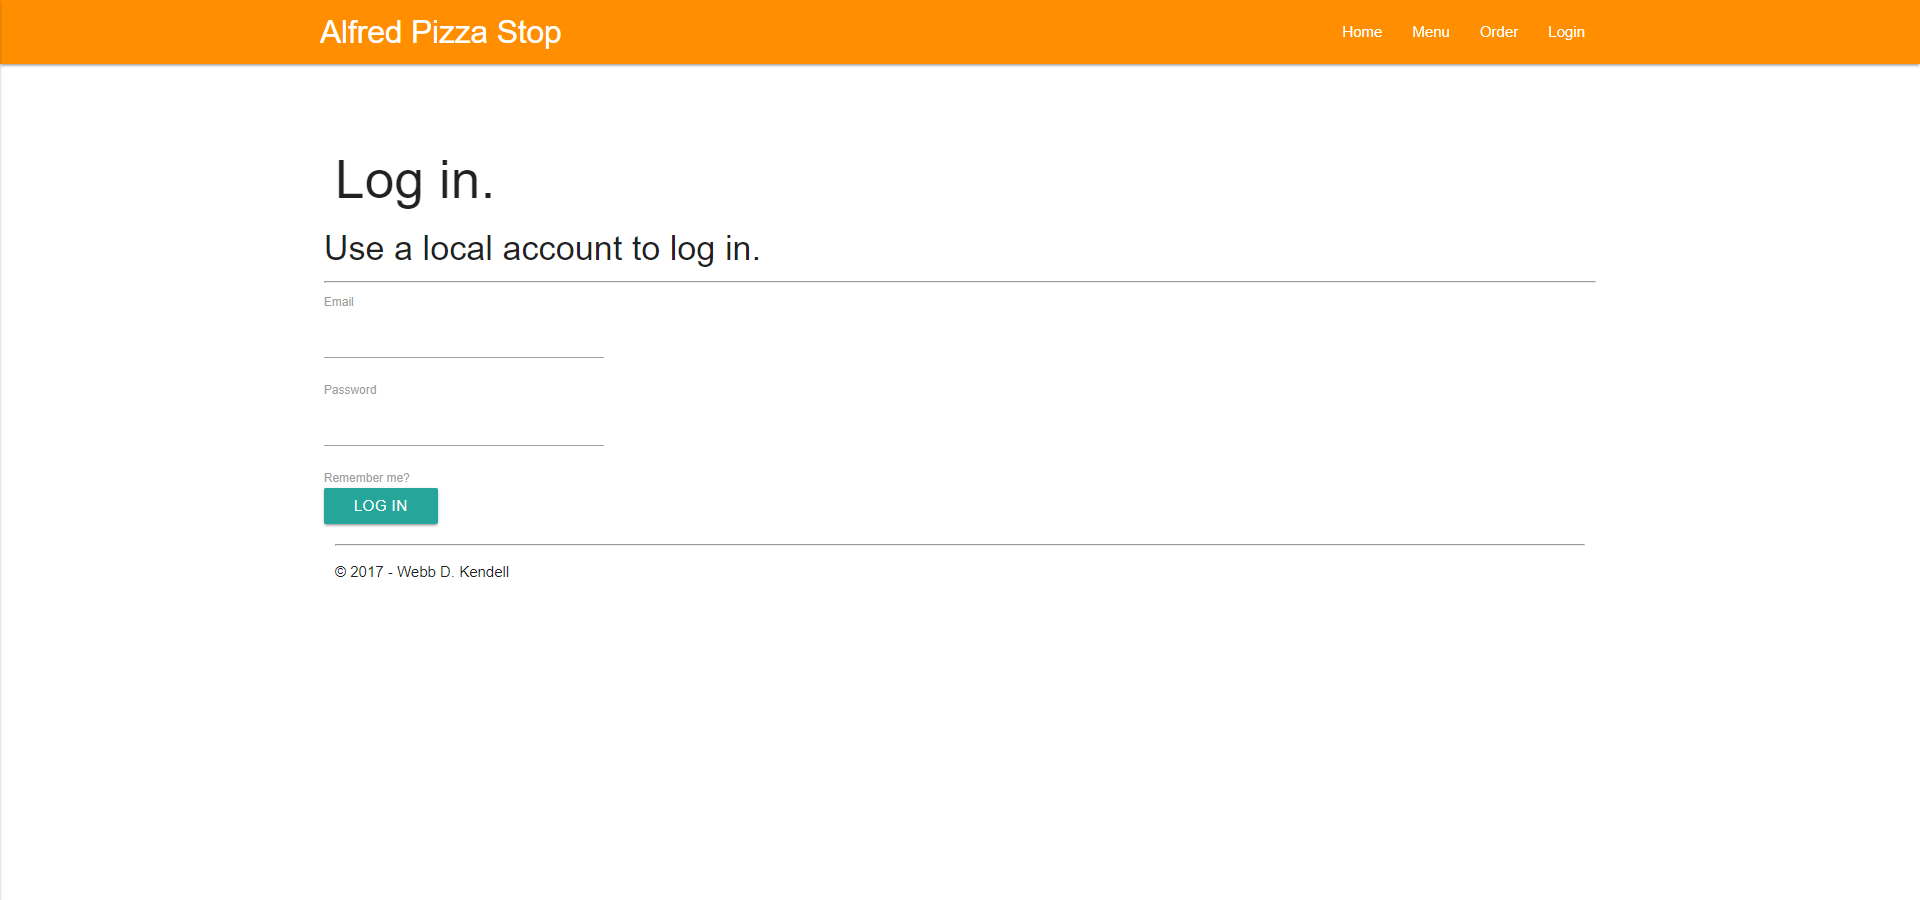 Alfred Pizza Stop
Home Menu Order Login
Log in.
Use a local account to log in.
Email
Password
Remember me?
LOG IN
© 2017 - Webb D. Kendell